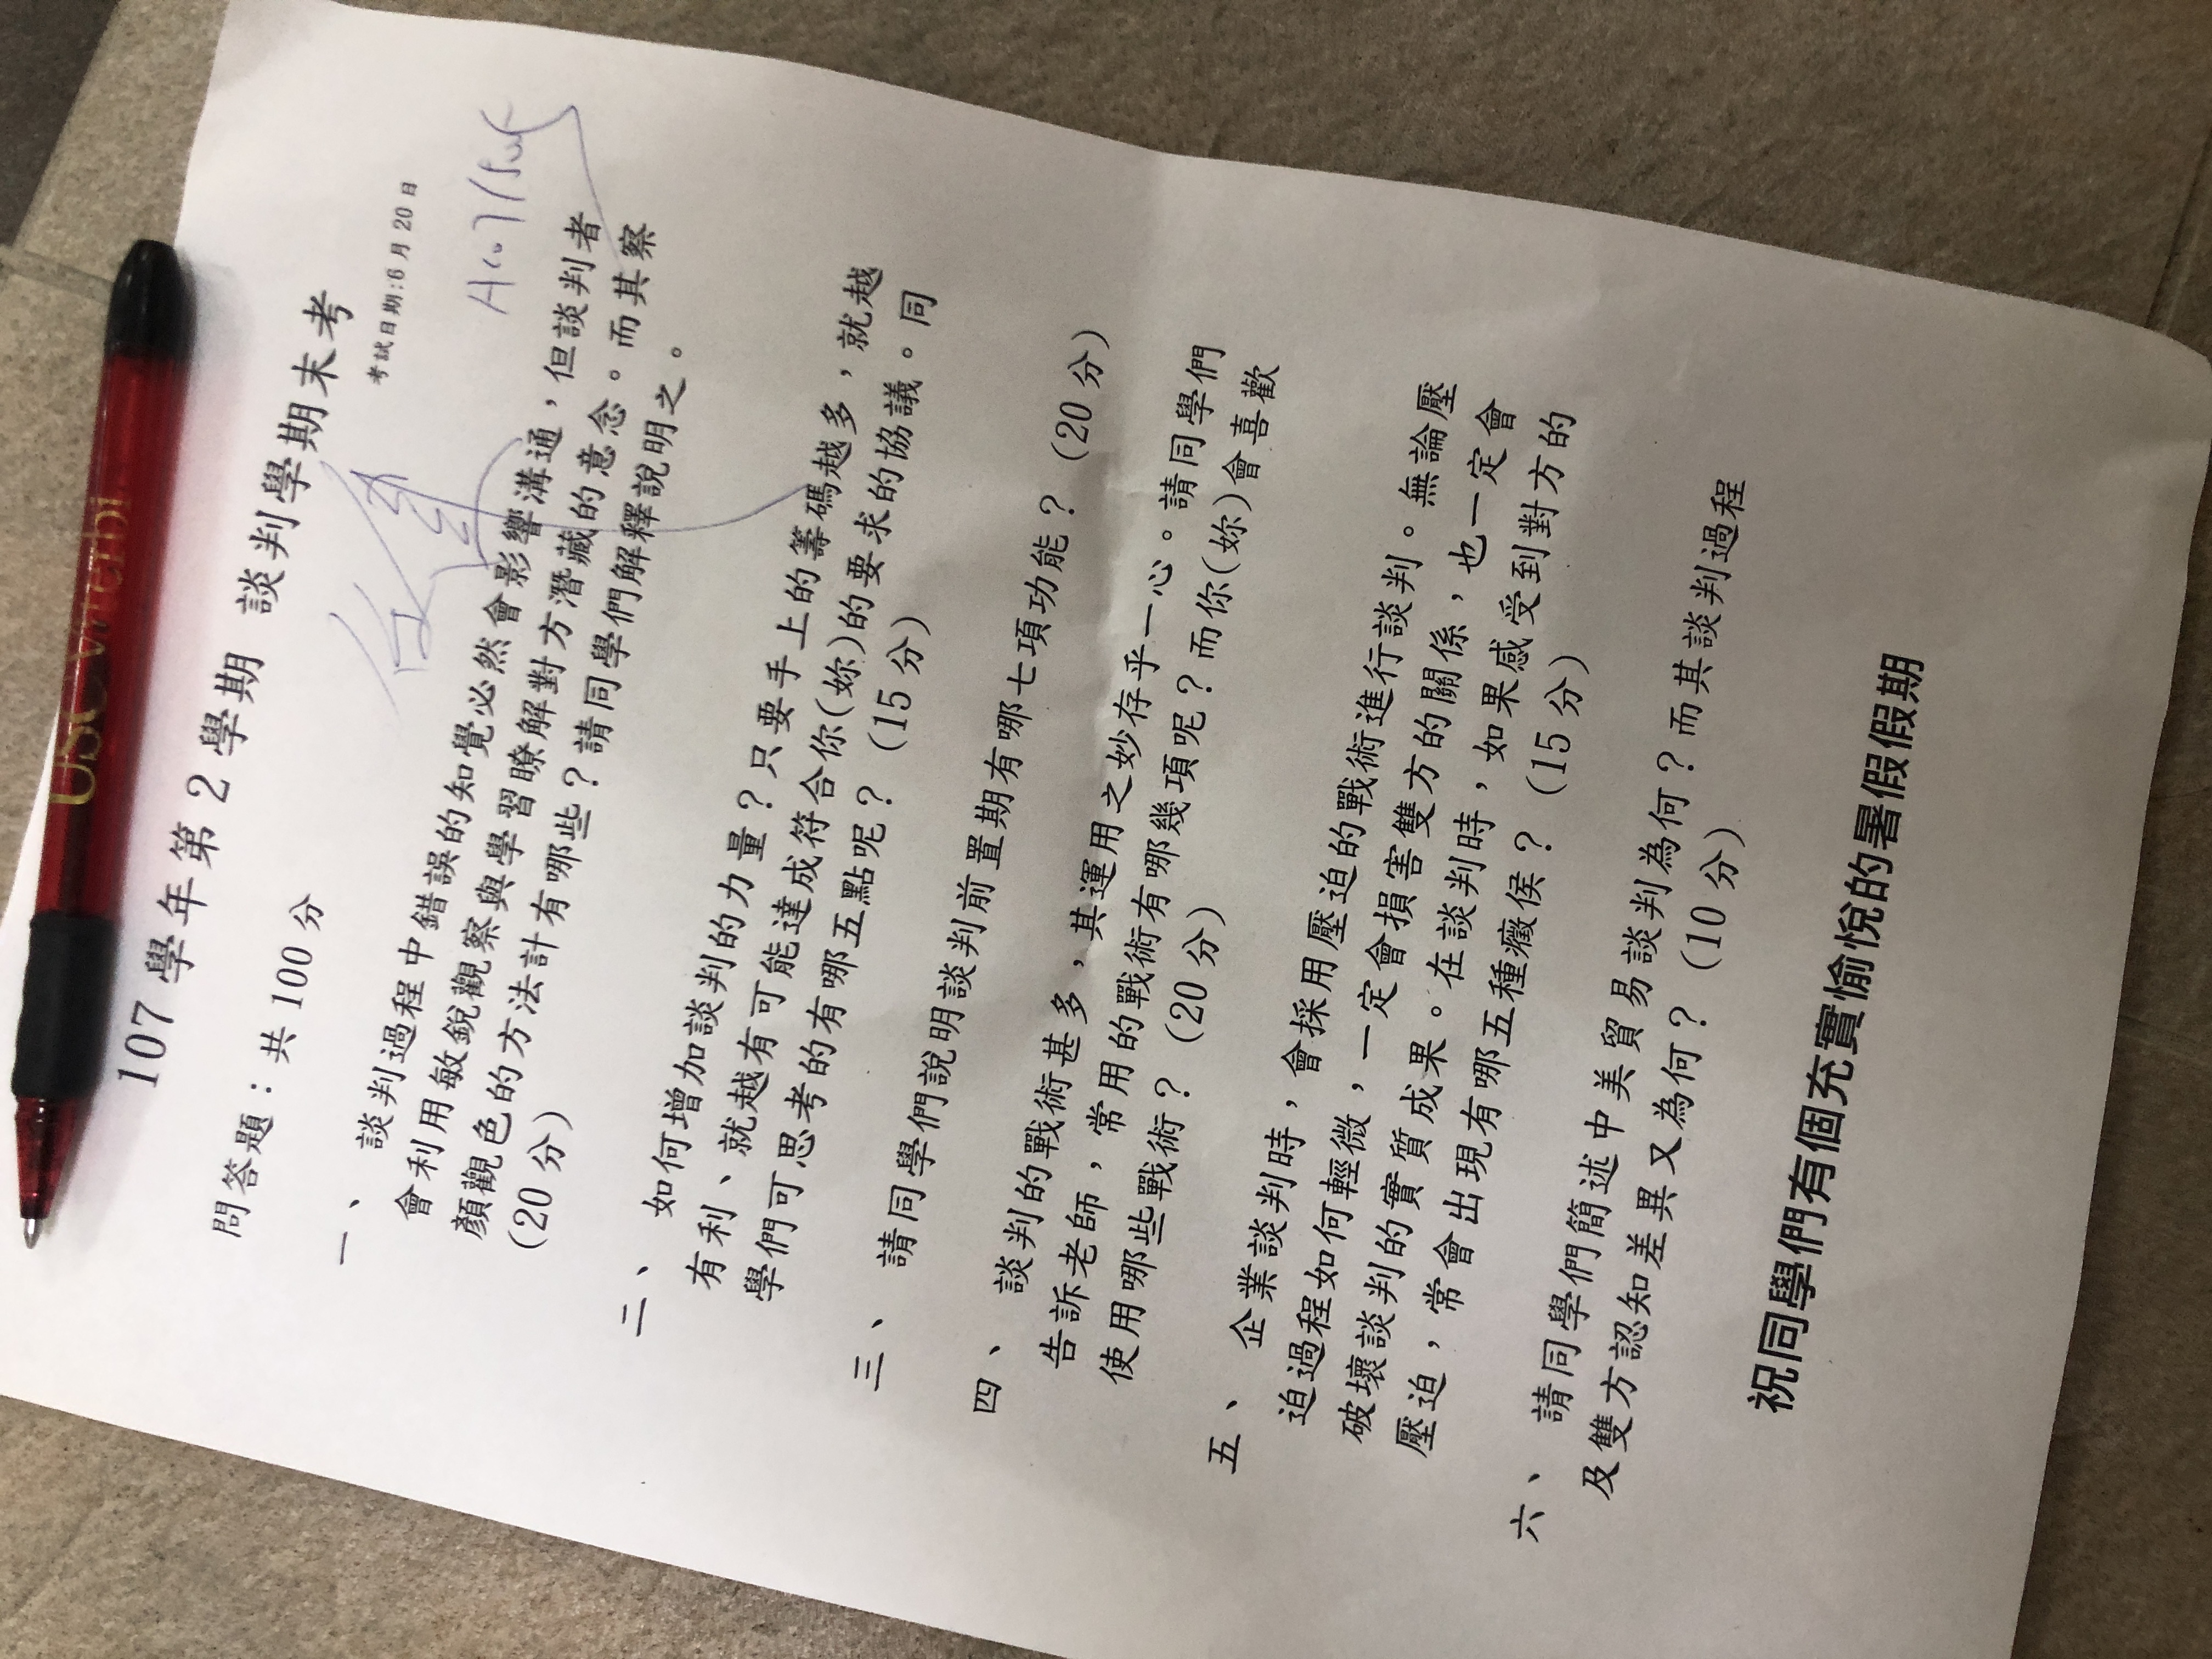 USC Viterbi
107 學年第 2 學期 談判學期末考
考試日期:6 月 20 日
問答題：共 100 分
一、 談判過程中錯誤的知覺必然會影響溝通，但談判者
會利用敏銳觀察與學習瞭解對方潛藏的意念。而其察
顏觀色的方法計有哪些？請同學們解釋說明之。
(20 分)
二、 如何增加談判的力量？只要手上的籌碼越多，就越
有利、就越有可能達成符合你(妳)的要求的協議。同
學們可思考的有哪五點呢？ (15 分)
三、 請同學們說明談判前置期有哪七項功能？ (20 分)
四、 談判的戰術甚多，其運用之妙存乎一心。請同學們
告訴老師，常用的戰術有哪幾項呢？而你(妳)會喜歡
使用哪些戰術？ (20 分)
五、 企業談判時，會採用壓迫的戰術進行談判。無論壓
迫過程如何輕微，一定會損害雙方的關係，也一定會
破壞談判的實質成果。在談判時，如果感受到對方的
壓迫，常會出現有哪五種癥侯？ (15 分)
六、 請同學們簡述中美貿易談判為何？而其談判過程
及雙方認知差異又為何？ (10 分)
祝同學們有個充實愉悅的暑假假期